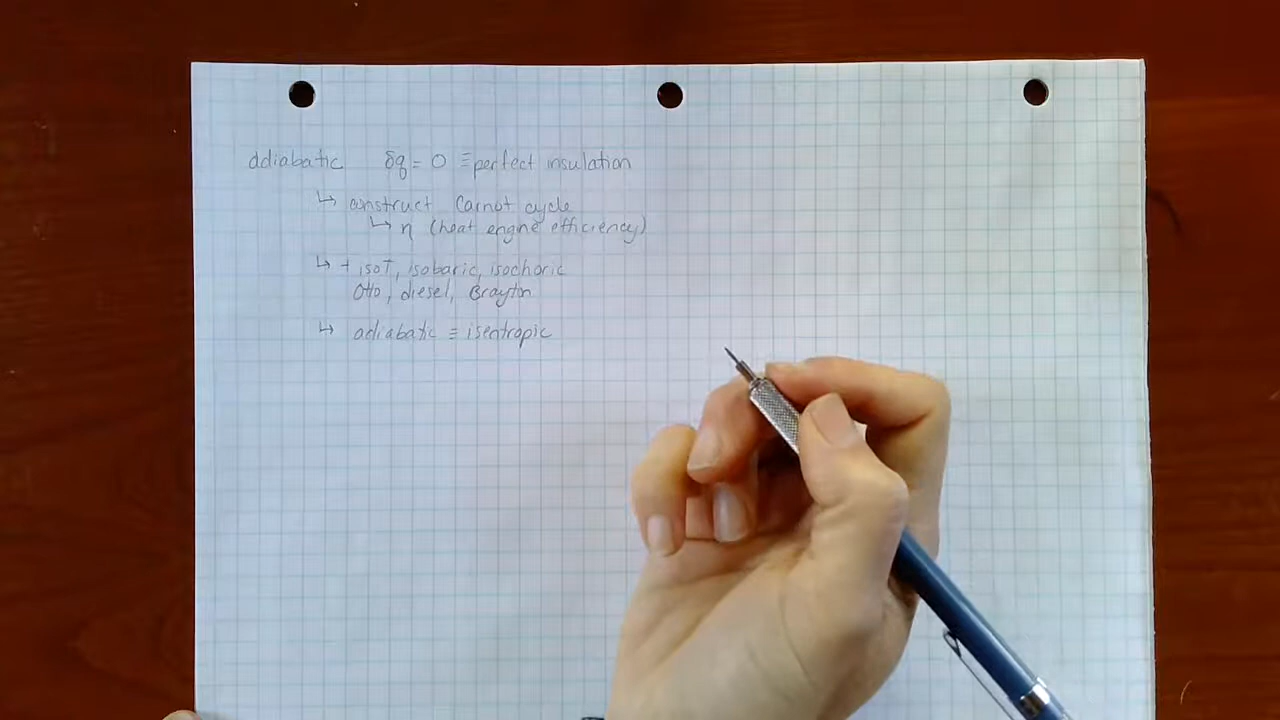 adiabatic δq = 0 ≡ perfect insulation
↳ construct Carnot cycle
↳ η (heat engine efficiency)
↳ + isoT, isobaric, isochoric
Otto, diesel, Brayton
↳ adiabatic ≡ isentropic